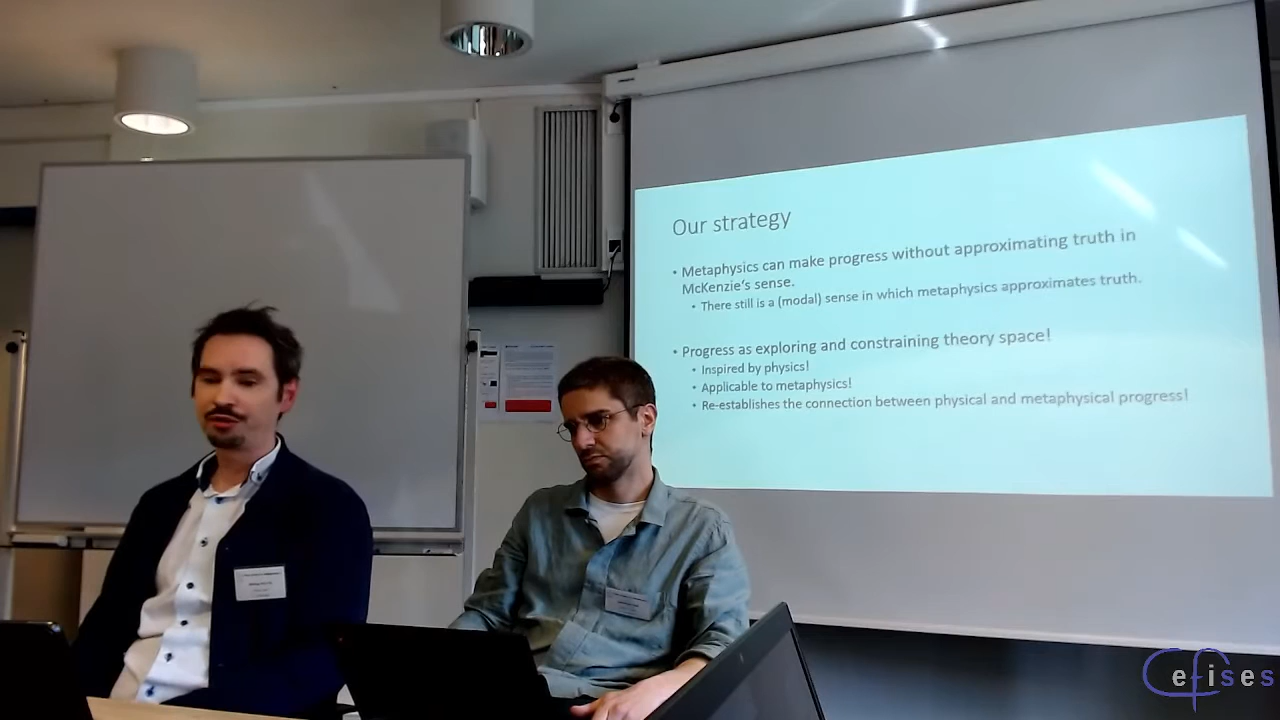 Our strategy
• Metaphysics can make progress without approximating truth in
McKenzie's sense.
• There still is a (modal) sense in which metaphysics approximates truth.
• Progress as exploring and constraining theory space!
• Inspired by physics!
• Applicable to metaphysics!
• Re-establishes the connection between physical and metaphysical progress!
Cefises